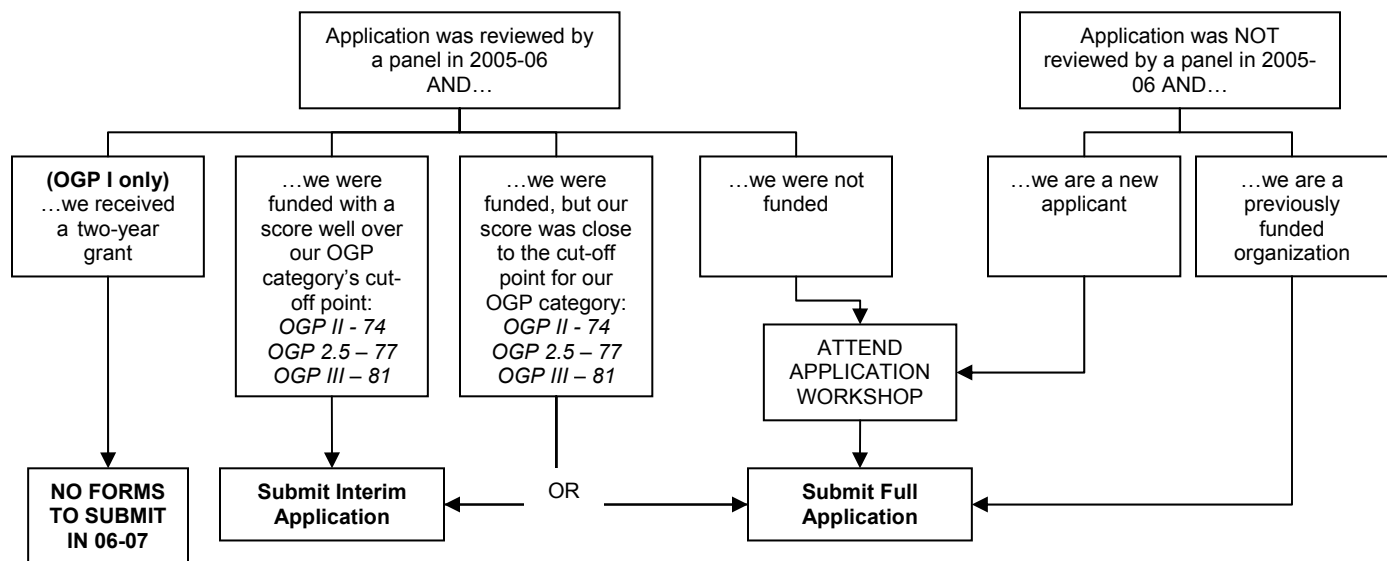 Application was reviewed by
a panel in 2005-06
AND…
Application was NOT
reviewed by a panel in 2005-
06 AND…
(OGP I only)
…we received
a two-year
grant
…we were
funded with a
score well over
our OGP
category’s cut-
off point:
OGP II - 74
OGP 2.5 – 77
OGP III – 81
…we were
funded, but our
score was close
to the cut-off
point for our
OGP category:
OGP II - 74
OGP 2.5 – 77
OGP III – 81
…we were not
funded
…we are a new
applicant
…we are a
previously
funded
organization
ATTEND
APPLICATION
WORKSHOP
NO FORMS
TO SUBMIT
IN 06-07
Submit Interim
Application
OR
Submit Full
Application